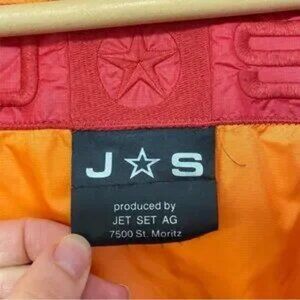 J ☆ S
produced by
JET SET AG
7500 St. Moritz